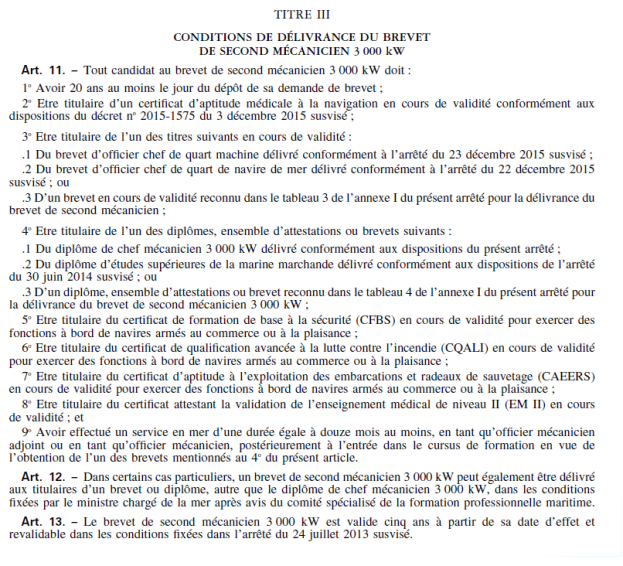 TITRE III
CONDITIONS DE DÉLIVRANCE DU BREVET
DE SECOND MÉCANICIEN 3 000 kW
Art. 11. – Tout candidat au brevet de second mécanicien 3 000 kW doit :
1° Avoir 20 ans au moins le jour du dépôt de sa demande de brevet ;
2° Etre titulaire d'un certificat d'aptitude médicale à la navigation en cours de validité conformément aux
dispositions du décret n° 2015-1575 du 3 décembre 2015 susvisé ;
3° Etre titulaire de l'un des titres suivants en cours de validité :
.1 Du brevet d'officier chef de quart machine délivré conformément à l'arrêté du 23 décembre 2015 susvisé ;
.2 Du brevet d'officier chef de quart de navire de mer délivré conformément à l'arrêté du 22 décembre 2015
susvisé ; ou
.3 D'un brevet en cours de validité reconnu dans le tableau 3 de l'annexe I du présent arrêté pour la délivrance du
brevet de second mécanicien ;
4° Etre titulaire de l'un des diplômes, ensemble d'attestations ou brevets suivants :
.1 Du diplôme de chef mécanicien 3 000 kW délivré conformément aux dispositions du présent arrêté ;
.2 Du diplôme d'études supérieures de la marine marchande délivré conformément aux dispositions de l'arrêté
du 30 juin 2014 susvisé ; ou
.3 D'un diplôme, ensemble d'attestations ou brevet reconnu dans le tableau 4 de l'annexe I du présent arrêté pour
la délivrance du brevet de second mécanicien 3 000 kW ;
5° Etre titulaire du certificat de formation de base à la sécurité (CFBS) en cours de validité pour exercer des
fonctions à bord de navires armés au commerce ou à la plaisance ;
6° Etre titulaire du certificat de qualification avancée à la lutte contre l'incendie (CQALI) en cours de validité
pour exercer des fonctions à bord de navires armés au commerce ou à la plaisance ;
7° Etre titulaire du certificat d'aptitude à l'exploitation des embarcations et radeaux de sauvetage (CAEERS)
en cours de validité pour exercer des fonctions à bord de navires armés au commerce ou à la plaisance ;
8° Etre titulaire du certificat attestant la validation de l'enseignement médical de niveau II (EM II) en cours
de validité ; et
9° Avoir effectué un service en mer d'une durée égale à douze mois au moins, en tant qu'officier mécanicien
adjoint ou en tant qu'officier mécanicien, postérieurement à l'entrée dans le cursus de formation en vue de
l'obtention de l'un des brevets mentionnés au 4° du présent article.
Art. 12. – Dans certains cas particuliers, un brevet de second mécanicien 3 000 kW peut également être délivré
aux titulaires d'un brevet ou diplôme, autre que le diplôme de chef mécanicien 3 000 kW, dans les conditions
fixées par le ministre chargé de la mer après avis du comité spécialisé de la formation professionnelle maritime.
Art. 13. – Le brevet de second mécanicien 3 000 kW est valide cinq ans à partir de sa date d'effet et
revalidable dans les conditions fixées dans l'arrêté du 24 juillet 2013 susvisé.